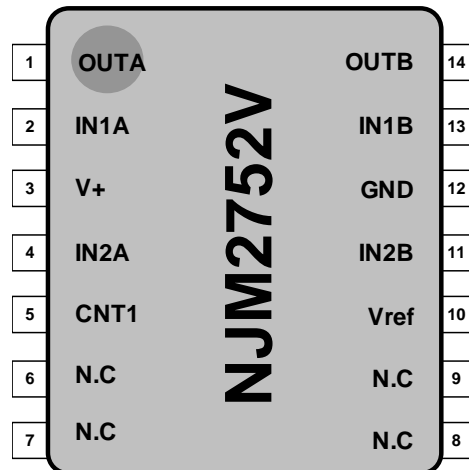 1 OUTA OUTB 14
2 IN1A IN1B 13
3 V+ GND 12
4 IN2A IN2B 11
5 CNT1 Vref 10
6 N.C N.C 9
7 N.C N.C 8
NJM2752V